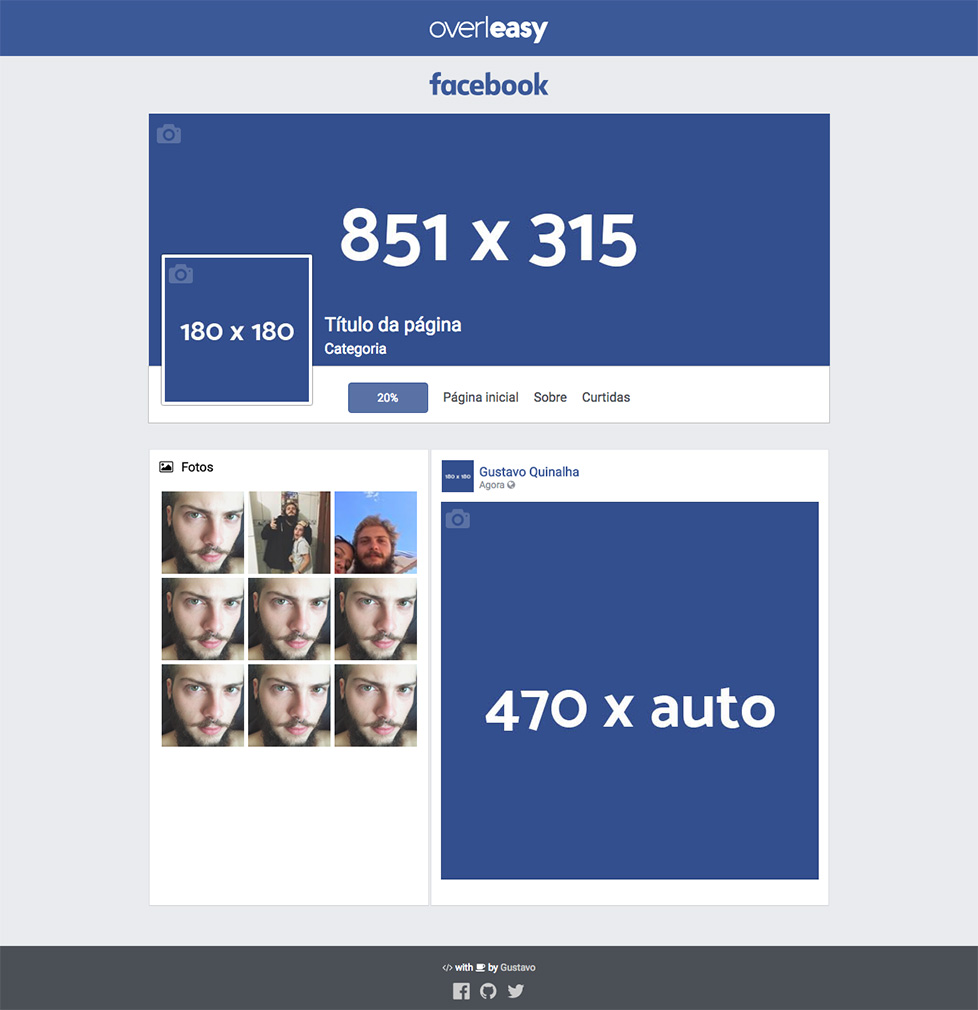 overleasy
facebook
851 x 315
180 x 180
Título da página
Categoria
20% Página inicial Sobre Curtidas
Fotos
180 x 180
Gustavo Quinalha
Agora
470 x auto
</> with by Gustavo